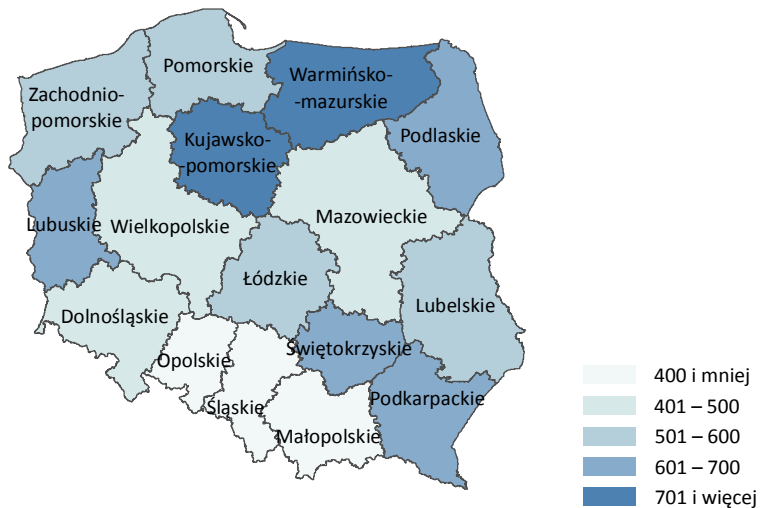 Pomorskie
Warmińsko-
-mazurskie
Zachodnio-
pomorskie
Kujawsko-
-pomorskie
Podlaskie
Lubuskie
Wielkopolskie
Mazowieckie
Łódzkie
Lubelskie
Dolnośląskie
Opolskie
Świętokrzyskie
Śląskie
Podkarpackie
Małopolskie
400 i mniej
401 – 500
501 – 600
601 – 700
701 i więcej